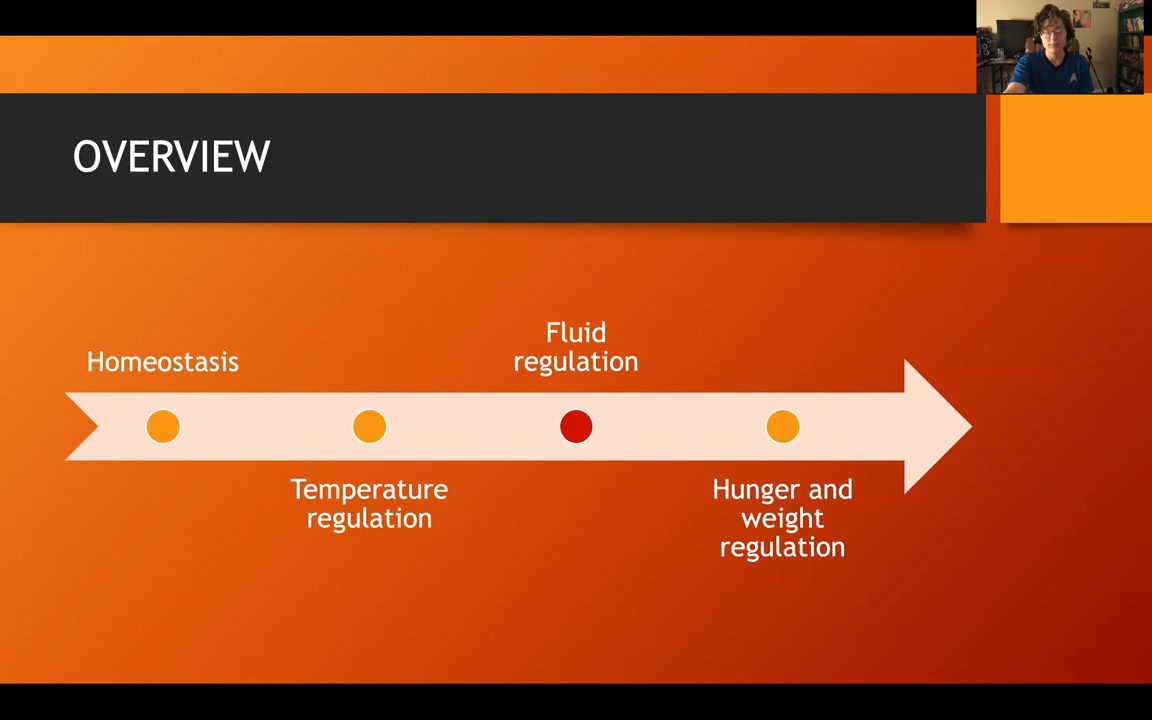 OVERVIEW
Homeostasis
Temperature
regulation
Fluid
regulation
Hunger and
weight
regulation